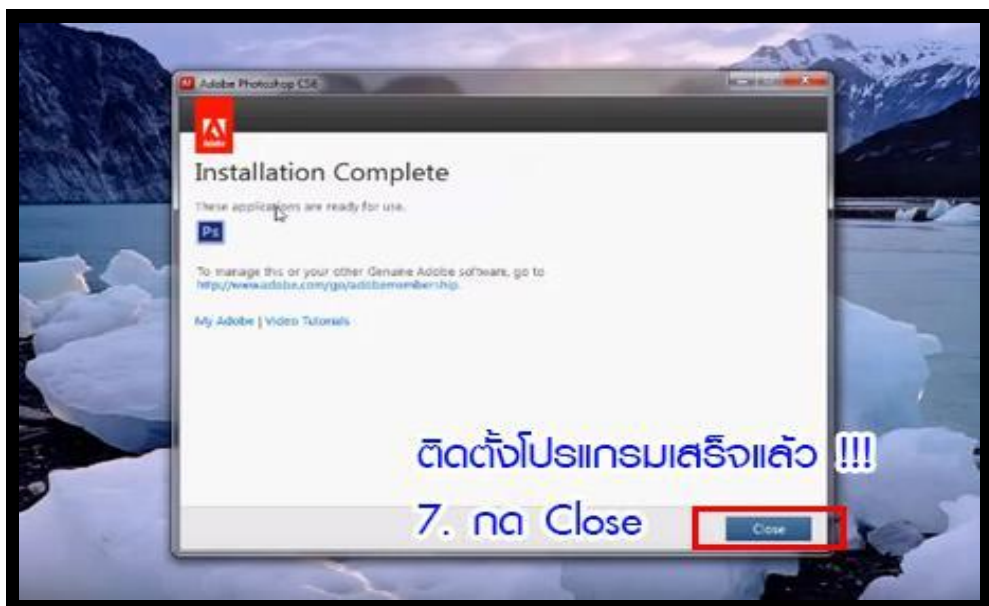 Adobe Photoshop CS6
Adobe
Installation Complete
These applications are ready for use.
Ps
To manage this or your other Genuine Adobe software, go to
http://www.adobe.com/go/adobemembership.
My Adobe | Video Tutorials
ติดตั้งโปรแกรมเสร็จแล้ว !!!
7. กด Close
Close